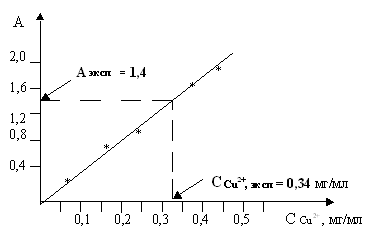 A
2,0
A эксп = 1,4
1,6
1,2
0,8
0,4
C Cu²⁺, эксп = 0,34 мг/мл
0,1 0,2 0,3 0,4 0,5 C Cu²⁺, мг/мл